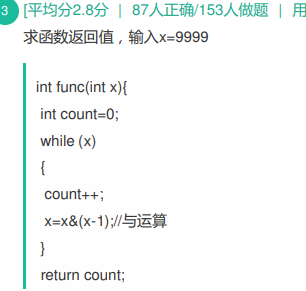 3 [平均分2.8分 | 87人正确/153人做题 | 用
求函数返回值，输入x=9999
int func(int x){
int count=0;
while (x)
{
count++;
x=x&(x-1);//与运算
}
return count;